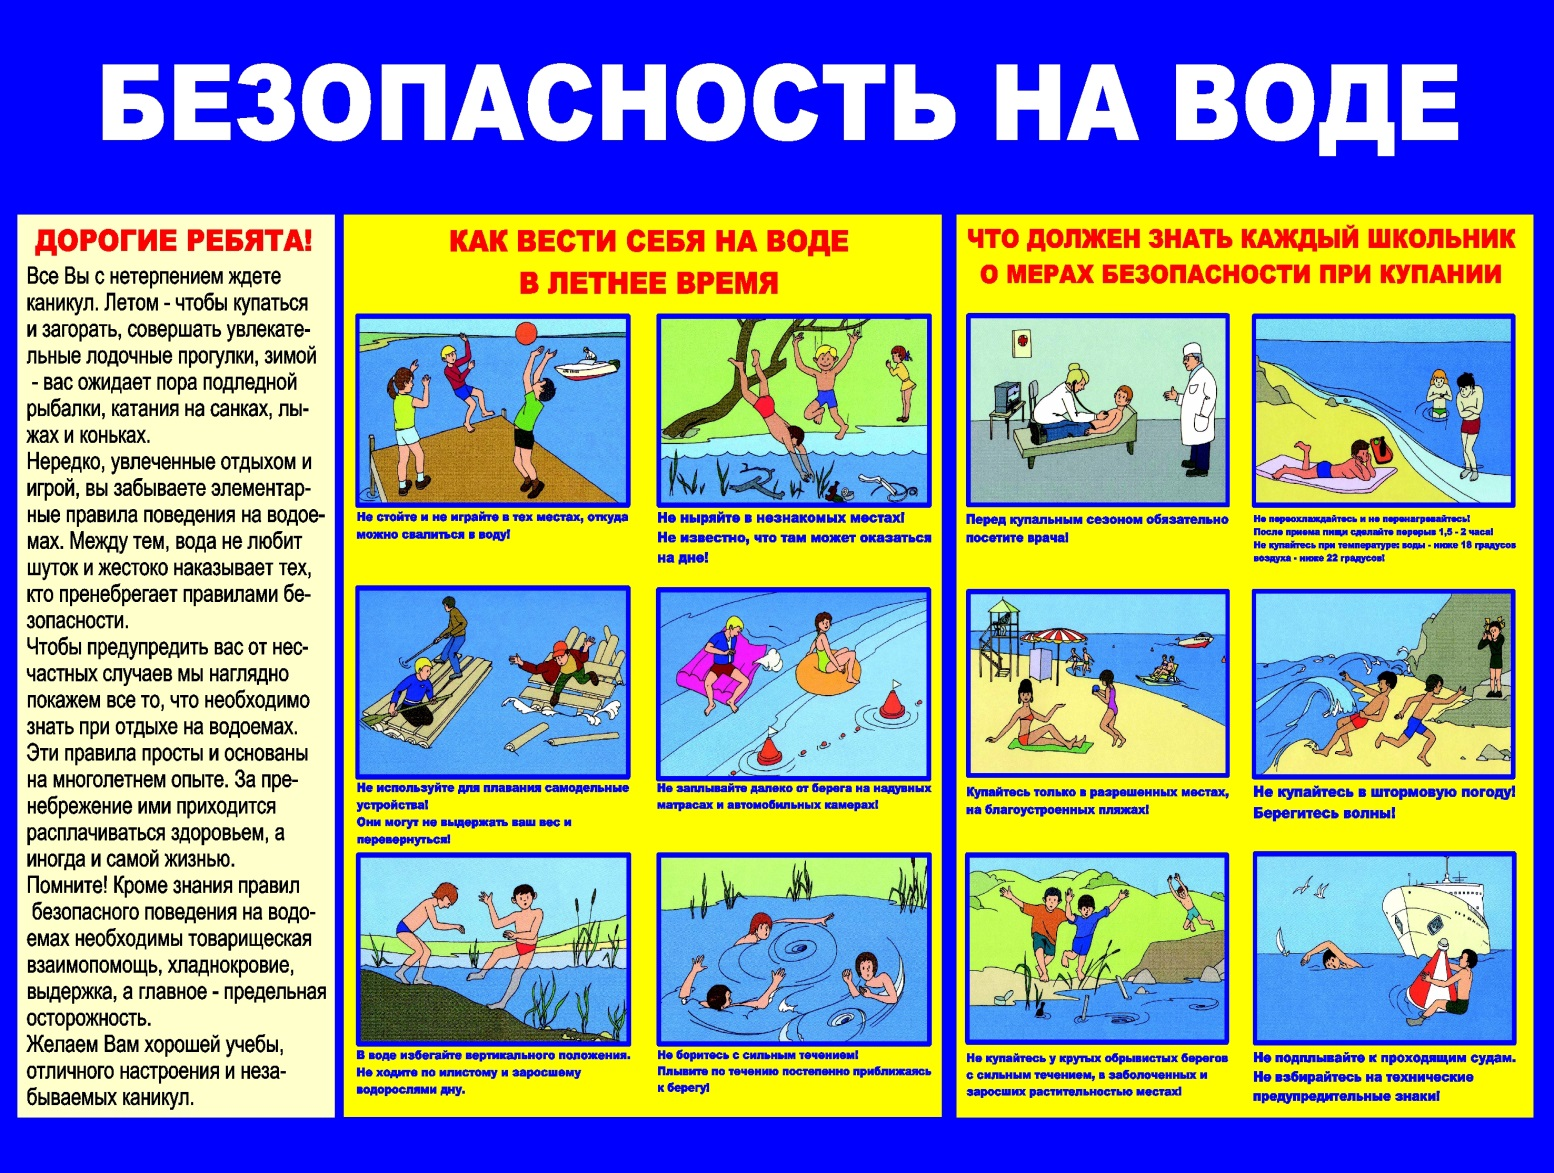 БЕЗОПАСНОСТЬ НА ВОДЕ
ДОРОГИЕ РЕБЯТА!
Все Вы с нетерпением ждете
каникул. Летом - чтобы купаться
и загорать, совершать увлекате-
льные лодочные прогулки, зимой
- вас ожидает пора подледной
рыбалки, катания на санках, лы-
жах и коньках.
Нередко, увлеченные отдыхом и
игрой, вы забываете элементар-
ные правила поведения на водое-
мах. Между тем, вода не любит
шуток и жестоко наказывает тех,
кто пренебрегает правилами бе-
зопасности.
Чтобы предупредить вас от нес-
частных случаев мы наглядно
покажем все то, что необходимо
знать при отдыхе на водоемах.
Эти правила просты и основаны
на многолетнем опыте. За пре-
небрежение ими приходится
расплачиваться здоровьем, а
иногда и самой жизнью.
Помните! Кроме знания правил
безопасного поведения на водо-
емах необходимы товарищеская
взаимопомощь, хладнокровие,
выдержка, а главное - предельная
осторожность.
Желаем Вам хорошей учебы,
отличного настроения и неза-
бываемых каникул.
КАК ВЕСТИ СЕБЯ НА ВОДЕ
В ЛЕТНЕЕ ВРЕМЯ
Не стойте и не играйте в тех местах, откуда
можно свалиться в воду!
Не ныряйте в незнакомых местах!
Не известно, что там может оказаться
на дне!
Не используйте для плавания самодельные
устройства!
Они могут не выдержать ваш вес и
перевернуться!
Не заплывайте далеко от берега на надувных
матрасах и автомобильных камерах!
В воде избегайте вертикального положения.
Не ходите по илистому и заросшему
водорослями дну.
Не боритесь с сильным течением!
Плывите по течению постепенно приближаясь
к берегу!
ЧТО ДОЛЖЕН ЗНАТЬ КАЖДЫЙ ШКОЛЬНИК
О МЕРАХ БЕЗОПАСНОСТИ ПРИ КУПАНИИ
Перед купальным сезоном обязательно
посетите врача!
Не переохлаждайтесь и не перенагревайтесь!
После приема пищи сделайте перерыв 1,5 - 2 часа!
Не купайтесь при температуре: воды - ниже 18 градусов
воздуха - ниже 22 градусов!
Купайтесь только в разрешенных местах,
на благоустроенных пляжах!
Не купайтесь в штормовую погоду!
Берегитесь волны!
Не купайтесь у крутых обрывистых берегов
с сильным течением, в заболоченных и
заросших растительностью местах!
Не подплывайте к проходящим судам.
Не взбирайтесь на технические
предупредительные знаки!